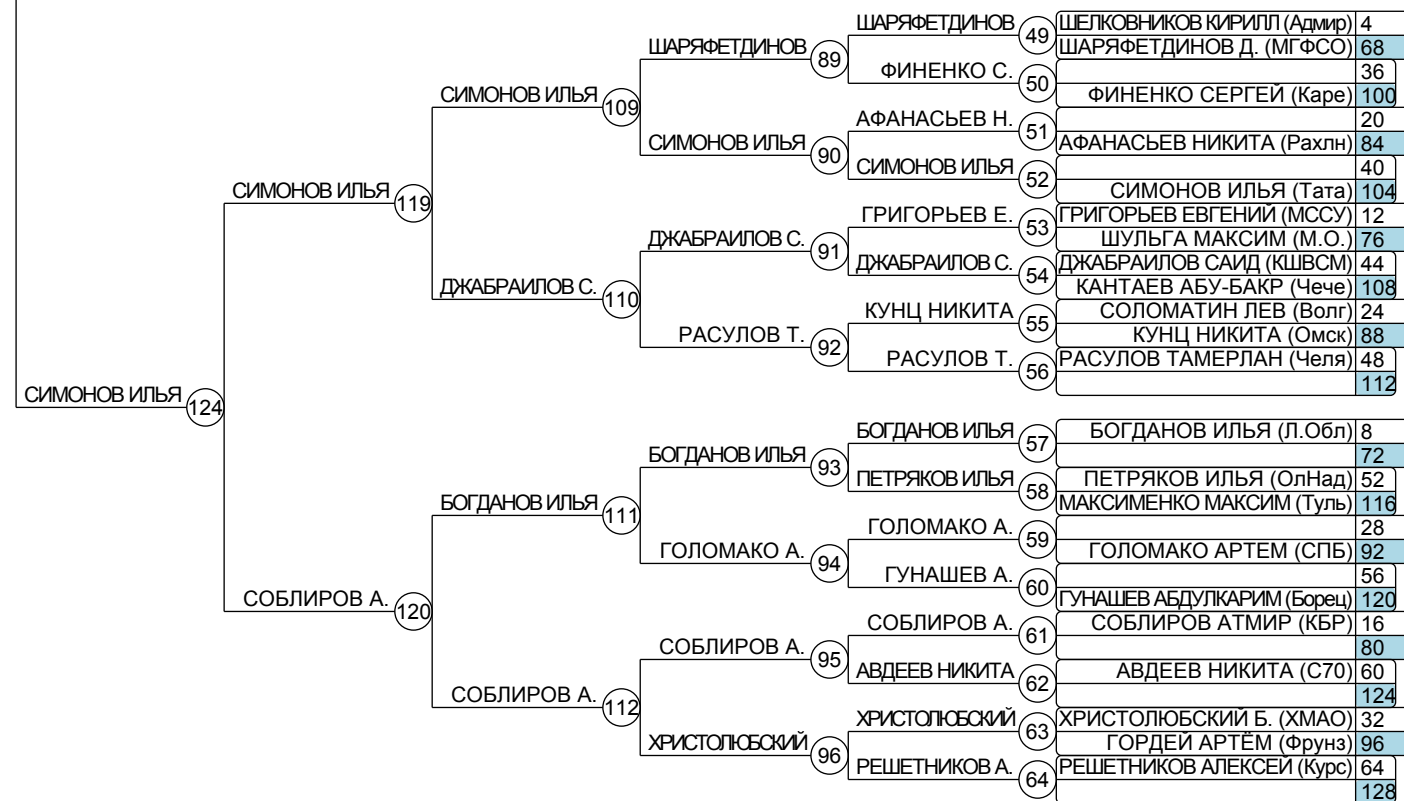 ШАРЯФЕТДИНОВ 49 ШЕЛКОВНИКОВ КИРИЛЛ (Адмир) 4
ШАРЯФЕТДИНОВ 89 ШАРЯФЕТДИНОВ Д. (МГФСО) 68
ФИНЕНКО С. 50 36
СИМОНОВ ИЛЬЯ 109 ФИНЕНКО СЕРГЕЙ (Каре) 100
АФАНАСЬЕВ Н. 51 20
СИМОНОВ ИЛЬЯ 90 АФАНАСЬЕВ НИКИТА (Рахлн) 84
СИМОНОВ ИЛЬЯ 52 40
СИМОНОВ ИЛЬЯ 119 СИМОНОВ ИЛЬЯ (Тата) 104
ГРИГОРЬЕВ Е. 53 ГРИГОРЬЕВ ЕВГЕНИЙ (МССУ) 12
ДЖАБРАИЛОВ С. 91 ШУЛЬГА МАКСИМ (М.О.) 76
ДЖАБРАИЛОВ С. 54 ДЖАБРАИЛОВ САИД (КШВСМ) 44
ДЖАБРАИЛОВ С. 110 КАНТАЕВ АБУ-БАКР (Чече) 108
КУНЦ НИКИТА 55 СОЛОМАТИН ЛЕВ (Волг) 24
РАСУЛОВ Т. 92 КУНЦ НИКИТА (Омск) 88
РАСУЛОВ Т. 56 РАСУЛОВ ТАМЕРЛАН (Челя) 48
СИМОНОВ ИЛЬЯ 124 112
БОГДАНОВ ИЛЬЯ 57 БОГДАНОВ ИЛЬЯ (Л.Обл) 8
БОГДАНОВ ИЛЬЯ 93 72
ПЕТРЯКОВ ИЛЬЯ 58 ПЕТРЯКОВ ИЛЬЯ (ОлНад) 52
БОГДАНОВ ИЛЬЯ 111 МАКСИМЕНКО МАКСИМ (Туль) 116
ГОЛОМАКО А. 59 28
ГОЛОМАКО А. 94 ГОЛОМАКО АРТЕМ (СПБ) 92
ГУНАШЕВ А. 60 56
СОБЛИРОВ А. 120 ГУНАШЕВ АБДУЛКАРИМ (Борец) 120
СОБЛИРОВ А. 61 СОБЛИРОВ АТМИР (КБР) 16
СОБЛИРОВ А. 95 80
АВДЕЕВ НИКИТА 62 АВДЕЕВ НИКИТА (С70) 60
СОБЛИРОВ А. 112 124
ХРИСТОЛЮБСКИЙ 63 ХРИСТОЛЮБСКИЙ Б. (ХМАО) 32
ХРИСТОЛЮБСКИЙ 96 ГОРДЕЙ АРТЁМ (Фрунз) 96
РЕШЕТНИКОВ А. 64 РЕШЕТНИКОВ АЛЕКСЕЙ (Курс) 64
128